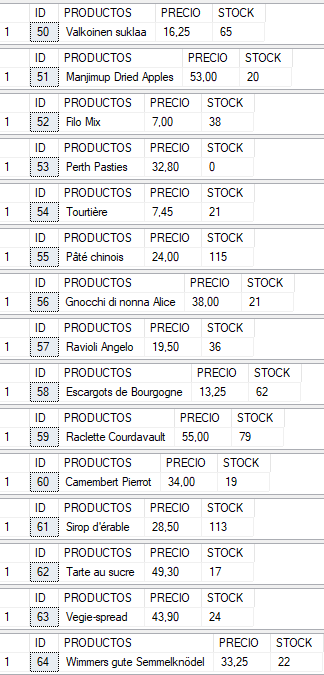 ID PRODUCTOS PRECIO STOCK
1 50 Valkoinen suklaa 16,25 65
ID PRODUCTOS PRECIO STOCK
1 51 Manjimup Dried Apples 53,00 20
ID PRODUCTOS PRECIO STOCK
1 52 Filo Mix 7,00 38
ID PRODUCTOS PRECIO STOCK
1 53 Perth Pasties 32,80 0
ID PRODUCTOS PRECIO STOCK
1 54 Tourtière 7,45 21
ID PRODUCTOS PRECIO STOCK
1 55 Pâté chinois 24,00 115
ID PRODUCTOS PRECIO STOCK
1 56 Gnocchi di nonna Alice 38,00 21
ID PRODUCTOS PRECIO STOCK
1 57 Ravioli Angelo 19,50 36
ID PRODUCTOS PRECIO STOCK
1 58 Escargots de Bourgogne 13,25 62
ID PRODUCTOS PRECIO STOCK
1 59 Raclette Courdavault 55,00 79
ID PRODUCTOS PRECIO STOCK
1 60 Camembert Pierrot 34,00 19
ID PRODUCTOS PRECIO STOCK
1 61 Sirop d'érable 28,50 113
ID PRODUCTOS PRECIO STOCK
1 62 Tarte au sucre 49,30 17
ID PRODUCTOS PRECIO STOCK
1 63 Vegie-spread 43,90 24
ID PRODUCTOS PRECIO STOCK
1 64 Wimmers gute Semmelknödel 33,25 22